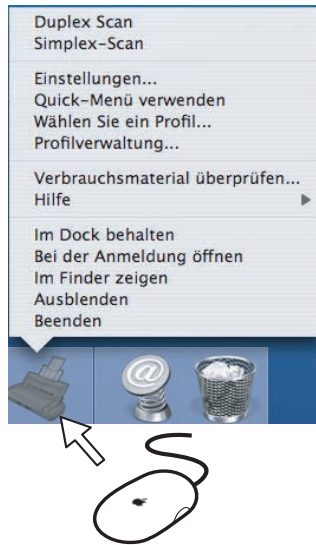 Duplex Scan
Simplex-Scan
Einstellungen...
Quick-Menü verwenden
Wählen Sie ein Profil...
Profilverwaltung...
Verbrauchsmaterial überprüfen...
Hilfe
Im Dock behalten
Bei der Anmeldung öffnen
Im Finder zeigen
Ausblenden
Beenden
@